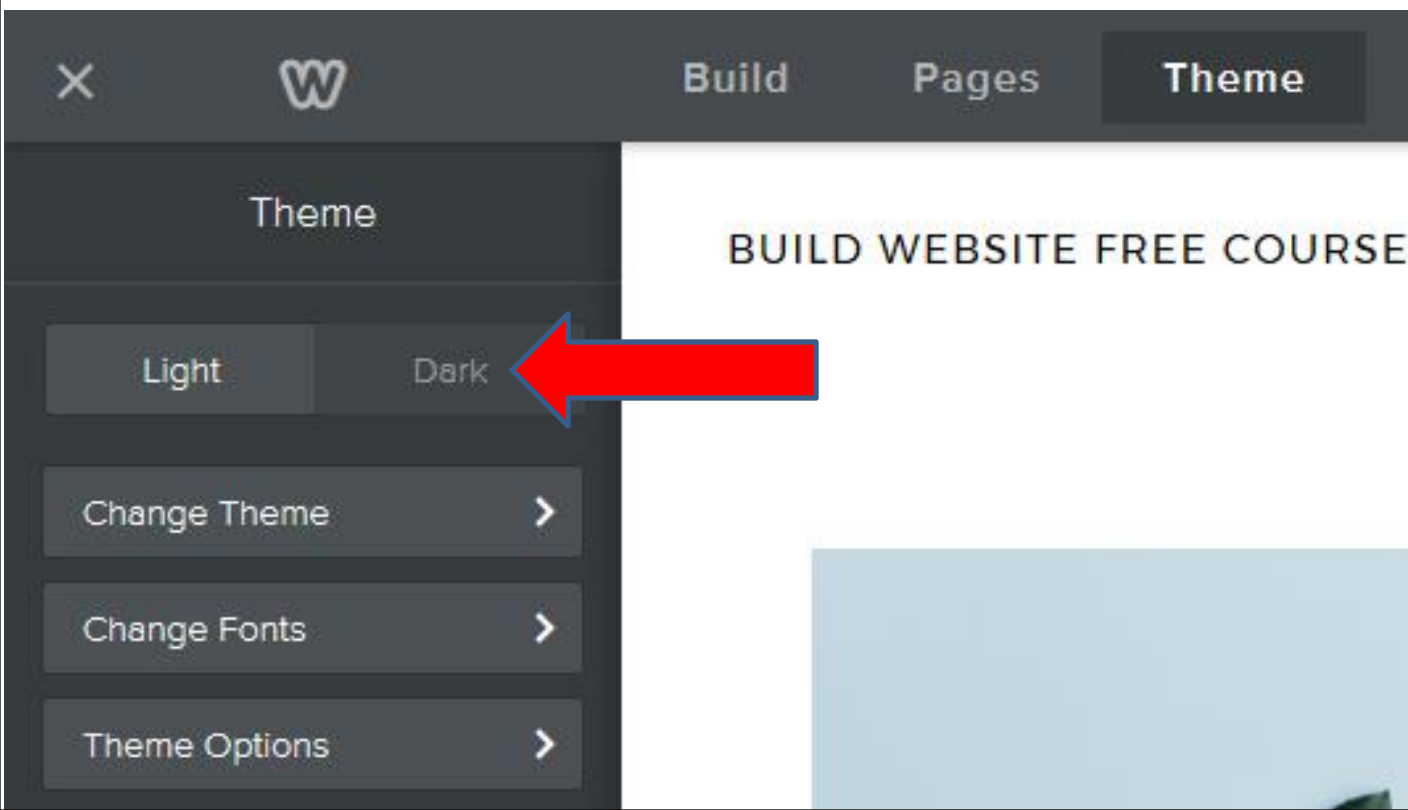 Build Pages Theme
Theme
BUILD WEBSITE FREE COURSE
Light Dark
Change Theme
Change Fonts
Theme Options